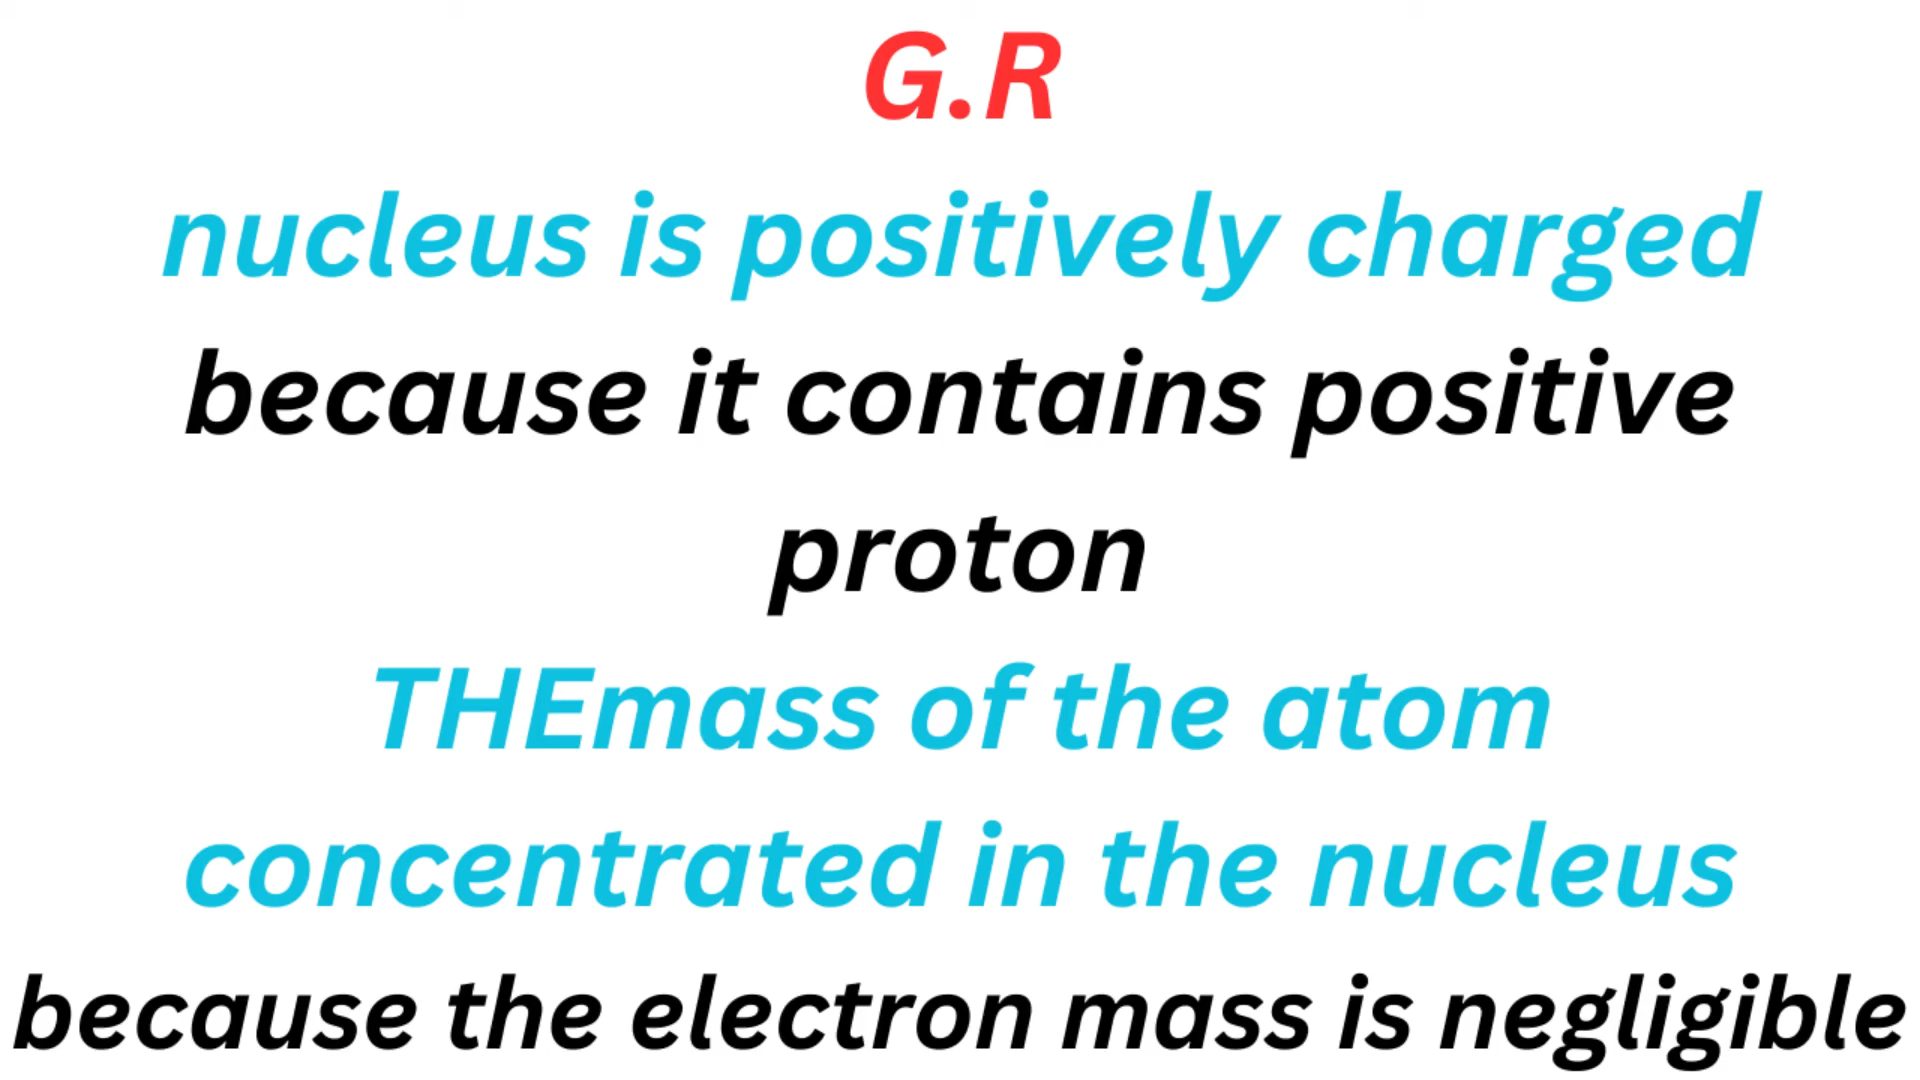 G.R
nucleus is positively charged
because it contains positive
proton
THEmass of the atom
concentrated in the nucleus
because the electron mass is negligible